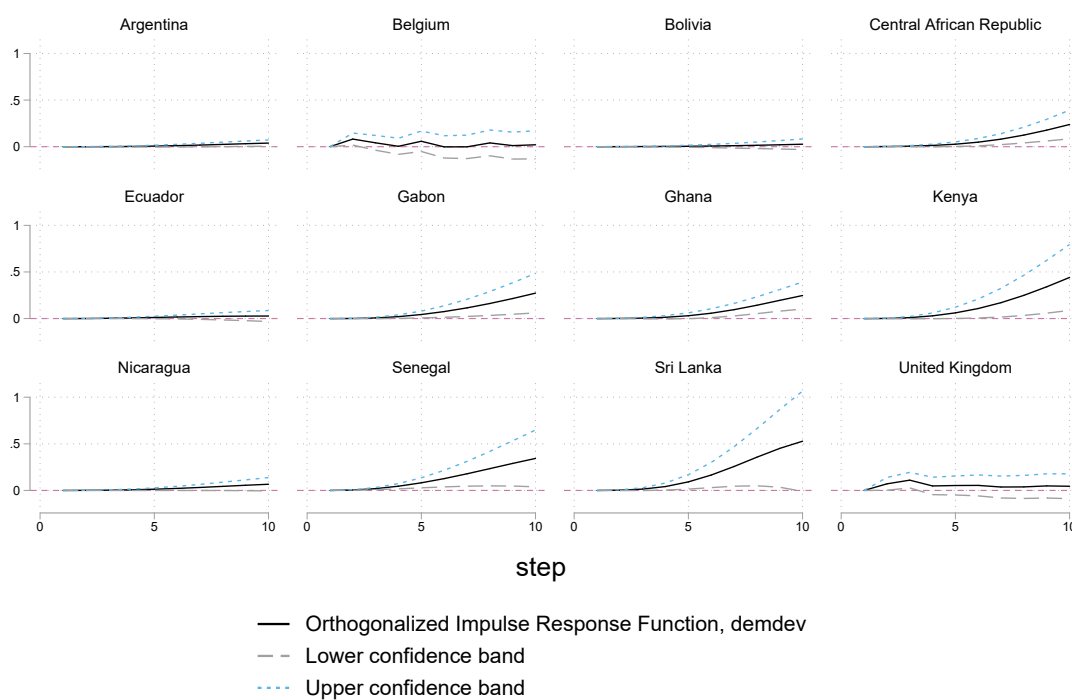 Argentina
Belgium
Bolivia
Central African Republic
1
.5
0
Ecuador
Gabon
Ghana
Kenya
1
.5
0
Nicaragua
Senegal
Sri Lanka
United Kingdom
1
.5
0
0 5 10 0 5 10 0 5 10 0 5 10
step
Orthogonalized Impulse Response Function, demdev
Lower confidence band
Upper confidence band